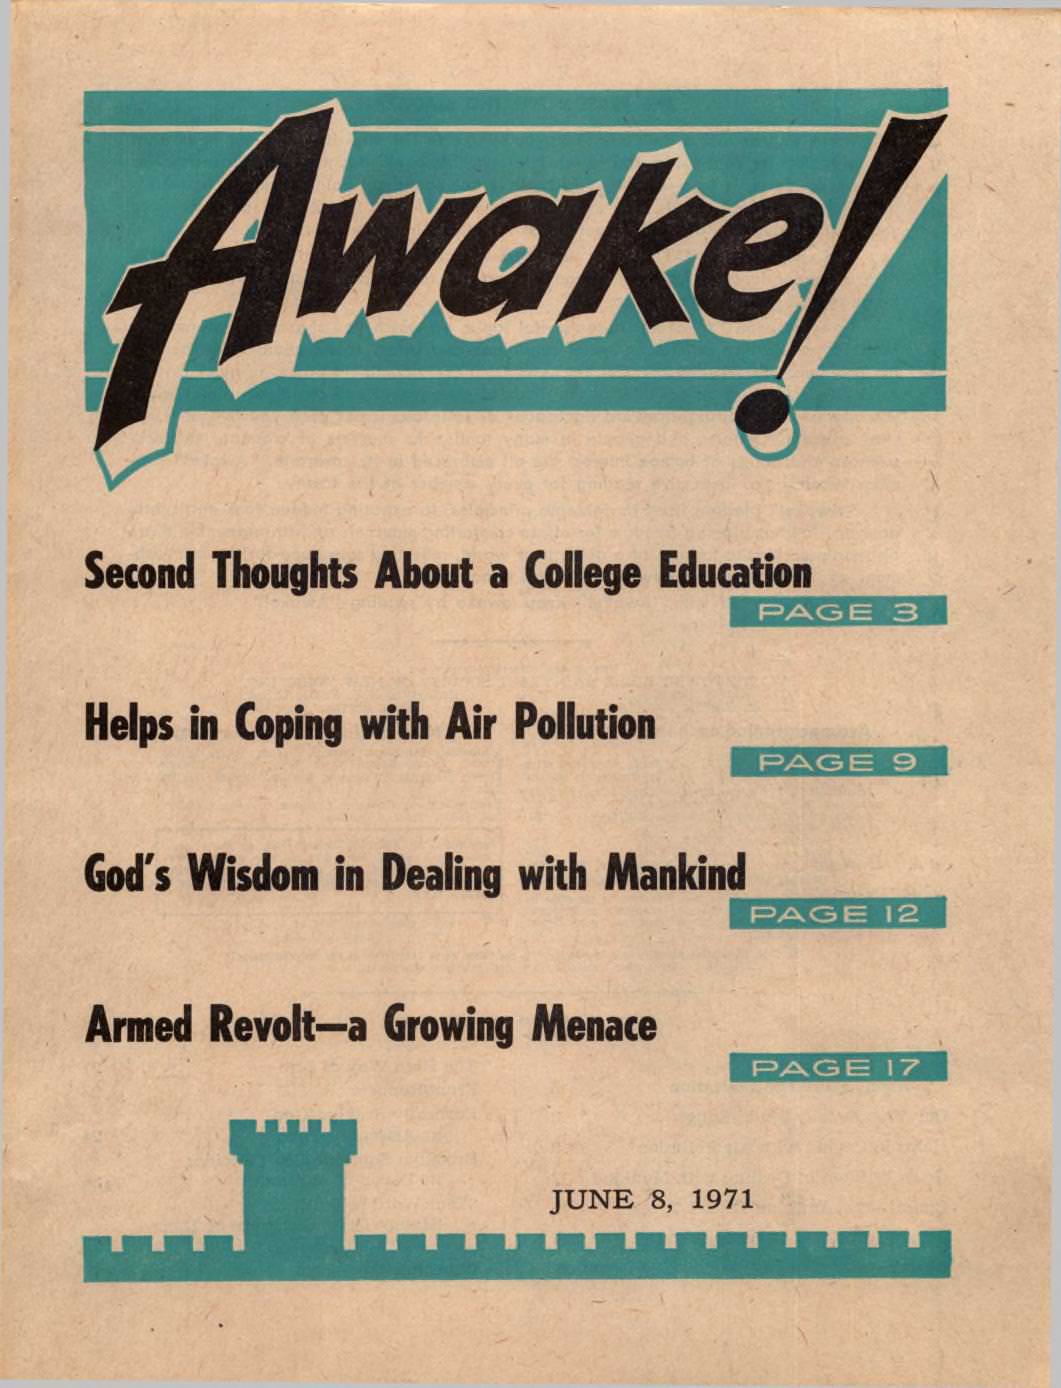 Awake!
Second Thoughts About a College Education
PAGE 3
Helps in Coping with Air Pollution
PAGE 9
God's Wisdom in Dealing with Mankind
PAGE 12
Armed Revolt—a Growing Menace
PAGE 17
JUNE 8, 1971